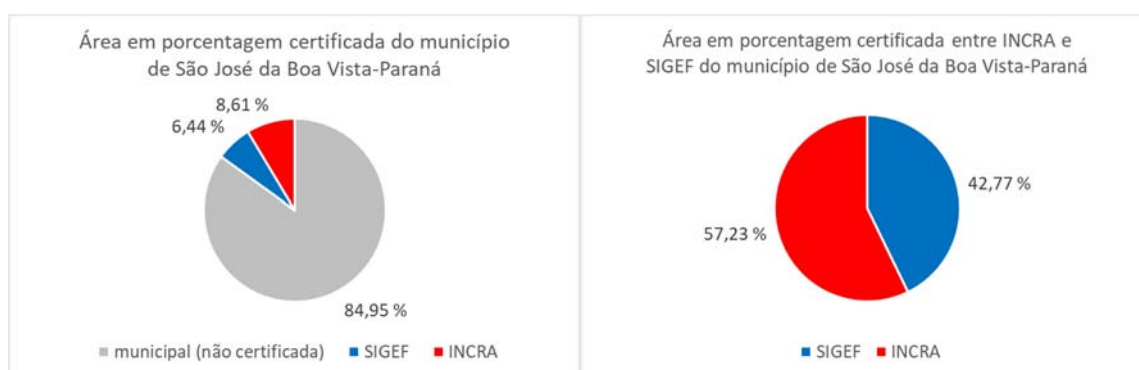 Área em porcentagem certificada do município
de São José da Boa Vista-Paraná
8,61 %
6,44 %
84,95 %
municipal (não certificada) SIGEF INCRA
Área em porcentagem certificada entre INCRA e
SIGEF do município de São José da Boa Vista-Paraná
42,77 %
57,23 %
SIGEF INCRA